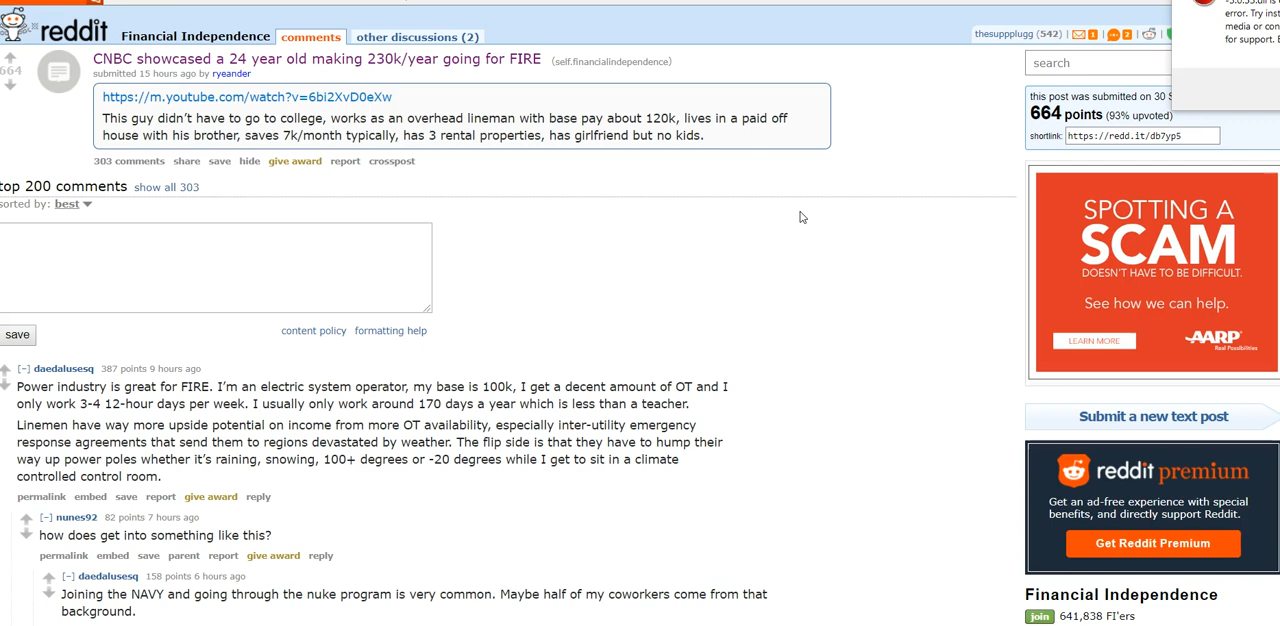 -3.0.55.dll is
error. Try inst
media or con
for support. E
reddit Financial Independence comments other discussions (2)
thesuppplugg (542) | 1 | 2 |
664
CNBC showcased a 24 year old making 230k/year going for FIRE (self.financialindependence)
submitted 15 hours ago by ryeander
https://m.youtube.com/watch?v=6bi2XvD0eXw
This guy didn't have to go to college, works as an overhead lineman with base pay about 120k, lives in a paid off
house with his brother, saves 7k/month typically, has 3 rental properties, has girlfriend but no kids.
303 comments share save hide give award report crosspost
top 200 comments show all 303
sorted by: best
save
content policy formatting help
[–] daedalusesq 387 points 9 hours ago
Power industry is great for FIRE. I'm an electric system operator, my base is 100k, I get a decent amount of OT and I
only work 3-4 12-hour days per week. I usually only work around 170 days a year which is less than a teacher.
Linemen have way more upside potential on income from more OT availability, especially inter-utility emergency
response agreements that send them to regions devastated by weather. The flip side is that they have to hump their
way up power poles whether it's raining, snowing, 100+ degrees or -20 degrees while I get to sit in a climate
controlled control room.
permalink embed save report give award reply
[–] nunes92 82 points 7 hours ago
how does get into something like this?
permalink embed save parent report give award reply
[–] daedalusesq 158 points 6 hours ago
Joining the NAVY and going through the nuke program is very common. Maybe half of my coworkers come from that
background.
search
this post was submitted on 30 S
664 points (93% upvoted)
shortlink: https://redd.it/db7yp5
SPOTTING A
SCAM
DOESN'T HAVE TO BE DIFFICULT.
See how we can help.
LEARN MORE
AARP
Real Possibilities
Submit a new text post
reddit premium
Get an ad-free experience with special
benefits, and directly support Reddit.
Get Reddit Premium
Financial Independence
join 641,838 FI'ers